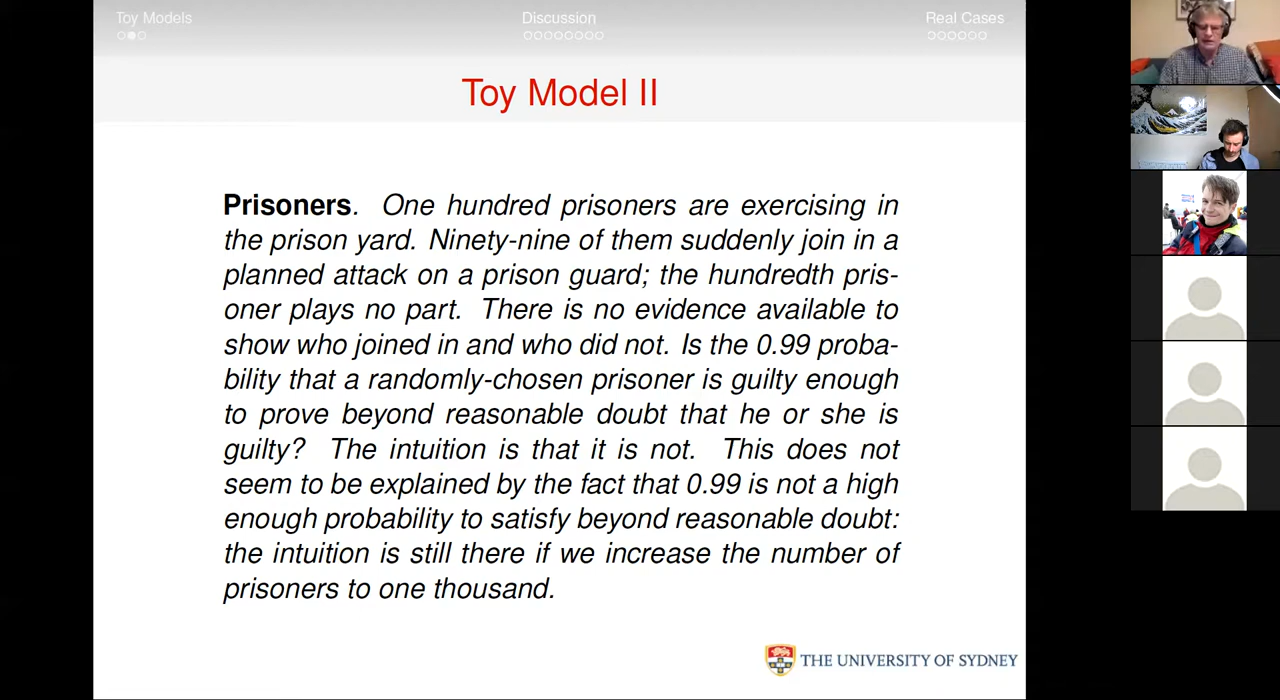 Toy Models
Discussion
Real Cases
Toy Model II
Prisoners. One hundred prisoners are exercising in
the prison yard. Ninety-nine of them suddenly join in a
planned attack on a prison guard; the hundredth pris-
oner plays no part. There is no evidence available to
show who joined in and who did not. Is the 0.99 proba-
bility that a randomly-chosen prisoner is guilty enough
to prove beyond reasonable doubt that he or she is
guilty? The intuition is that it is not. This does not
seem to be explained by the fact that 0.99 is not a high
enough probability to satisfy beyond reasonable doubt:
the intuition is still there if we increase the number of
prisoners to one thousand.
THE UNIVERSITY OF SYDNEY